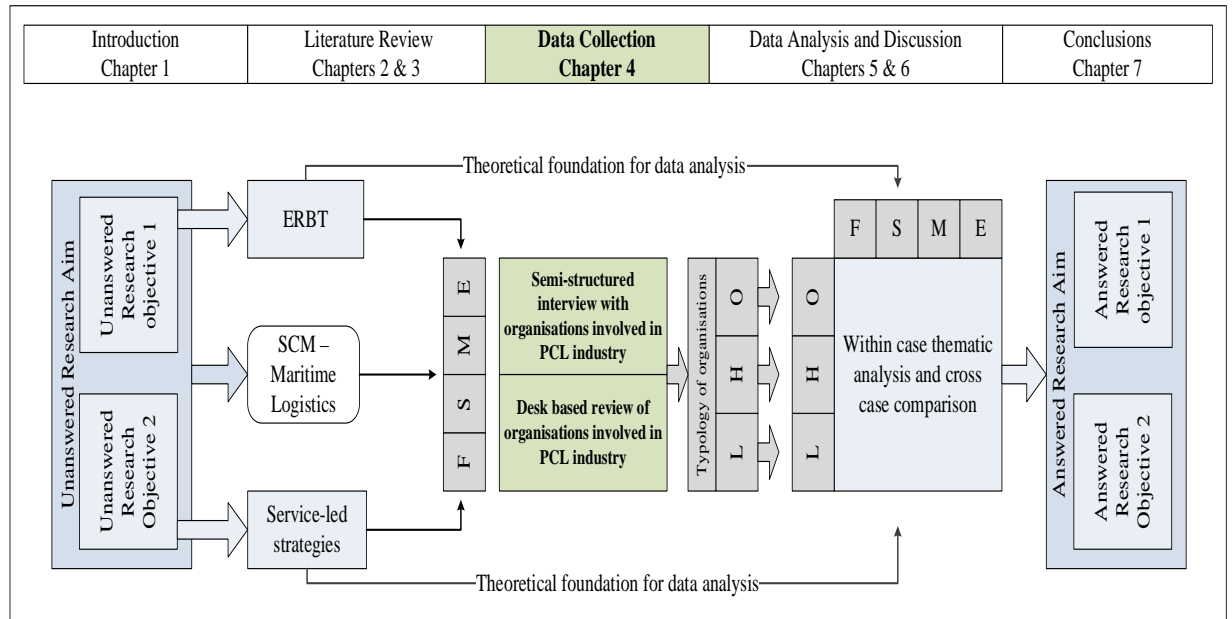 Introduction
Chapter 1
Literature Review
Chapters 2 & 3
Data Collection
Chapter 4
Data Analysis and Discussion
Chapters 5 & 6
Conclusions
Chapter 7
Theoretical foundation for data analysis
Unanswered Research Aim
Unanswered
Research
objective 1
Unanswered
Research
Objective 2
ERBT
SCM –
Maritime
Logistics
Service-led
strategies
E
M
S
F
Semi-structured
interview with
organisations involved in
PCL industry
Desk based review of
organisations involved in
PCL industry
Typology of organisations
O
H
L
O
H
L
F
S
M
E
Within case thematic
analysis and cross
case comparison
Answered Research Aim
Answered
Research
objective 1
Answered
Research
Objective 2
Theoretical foundation for data analysis